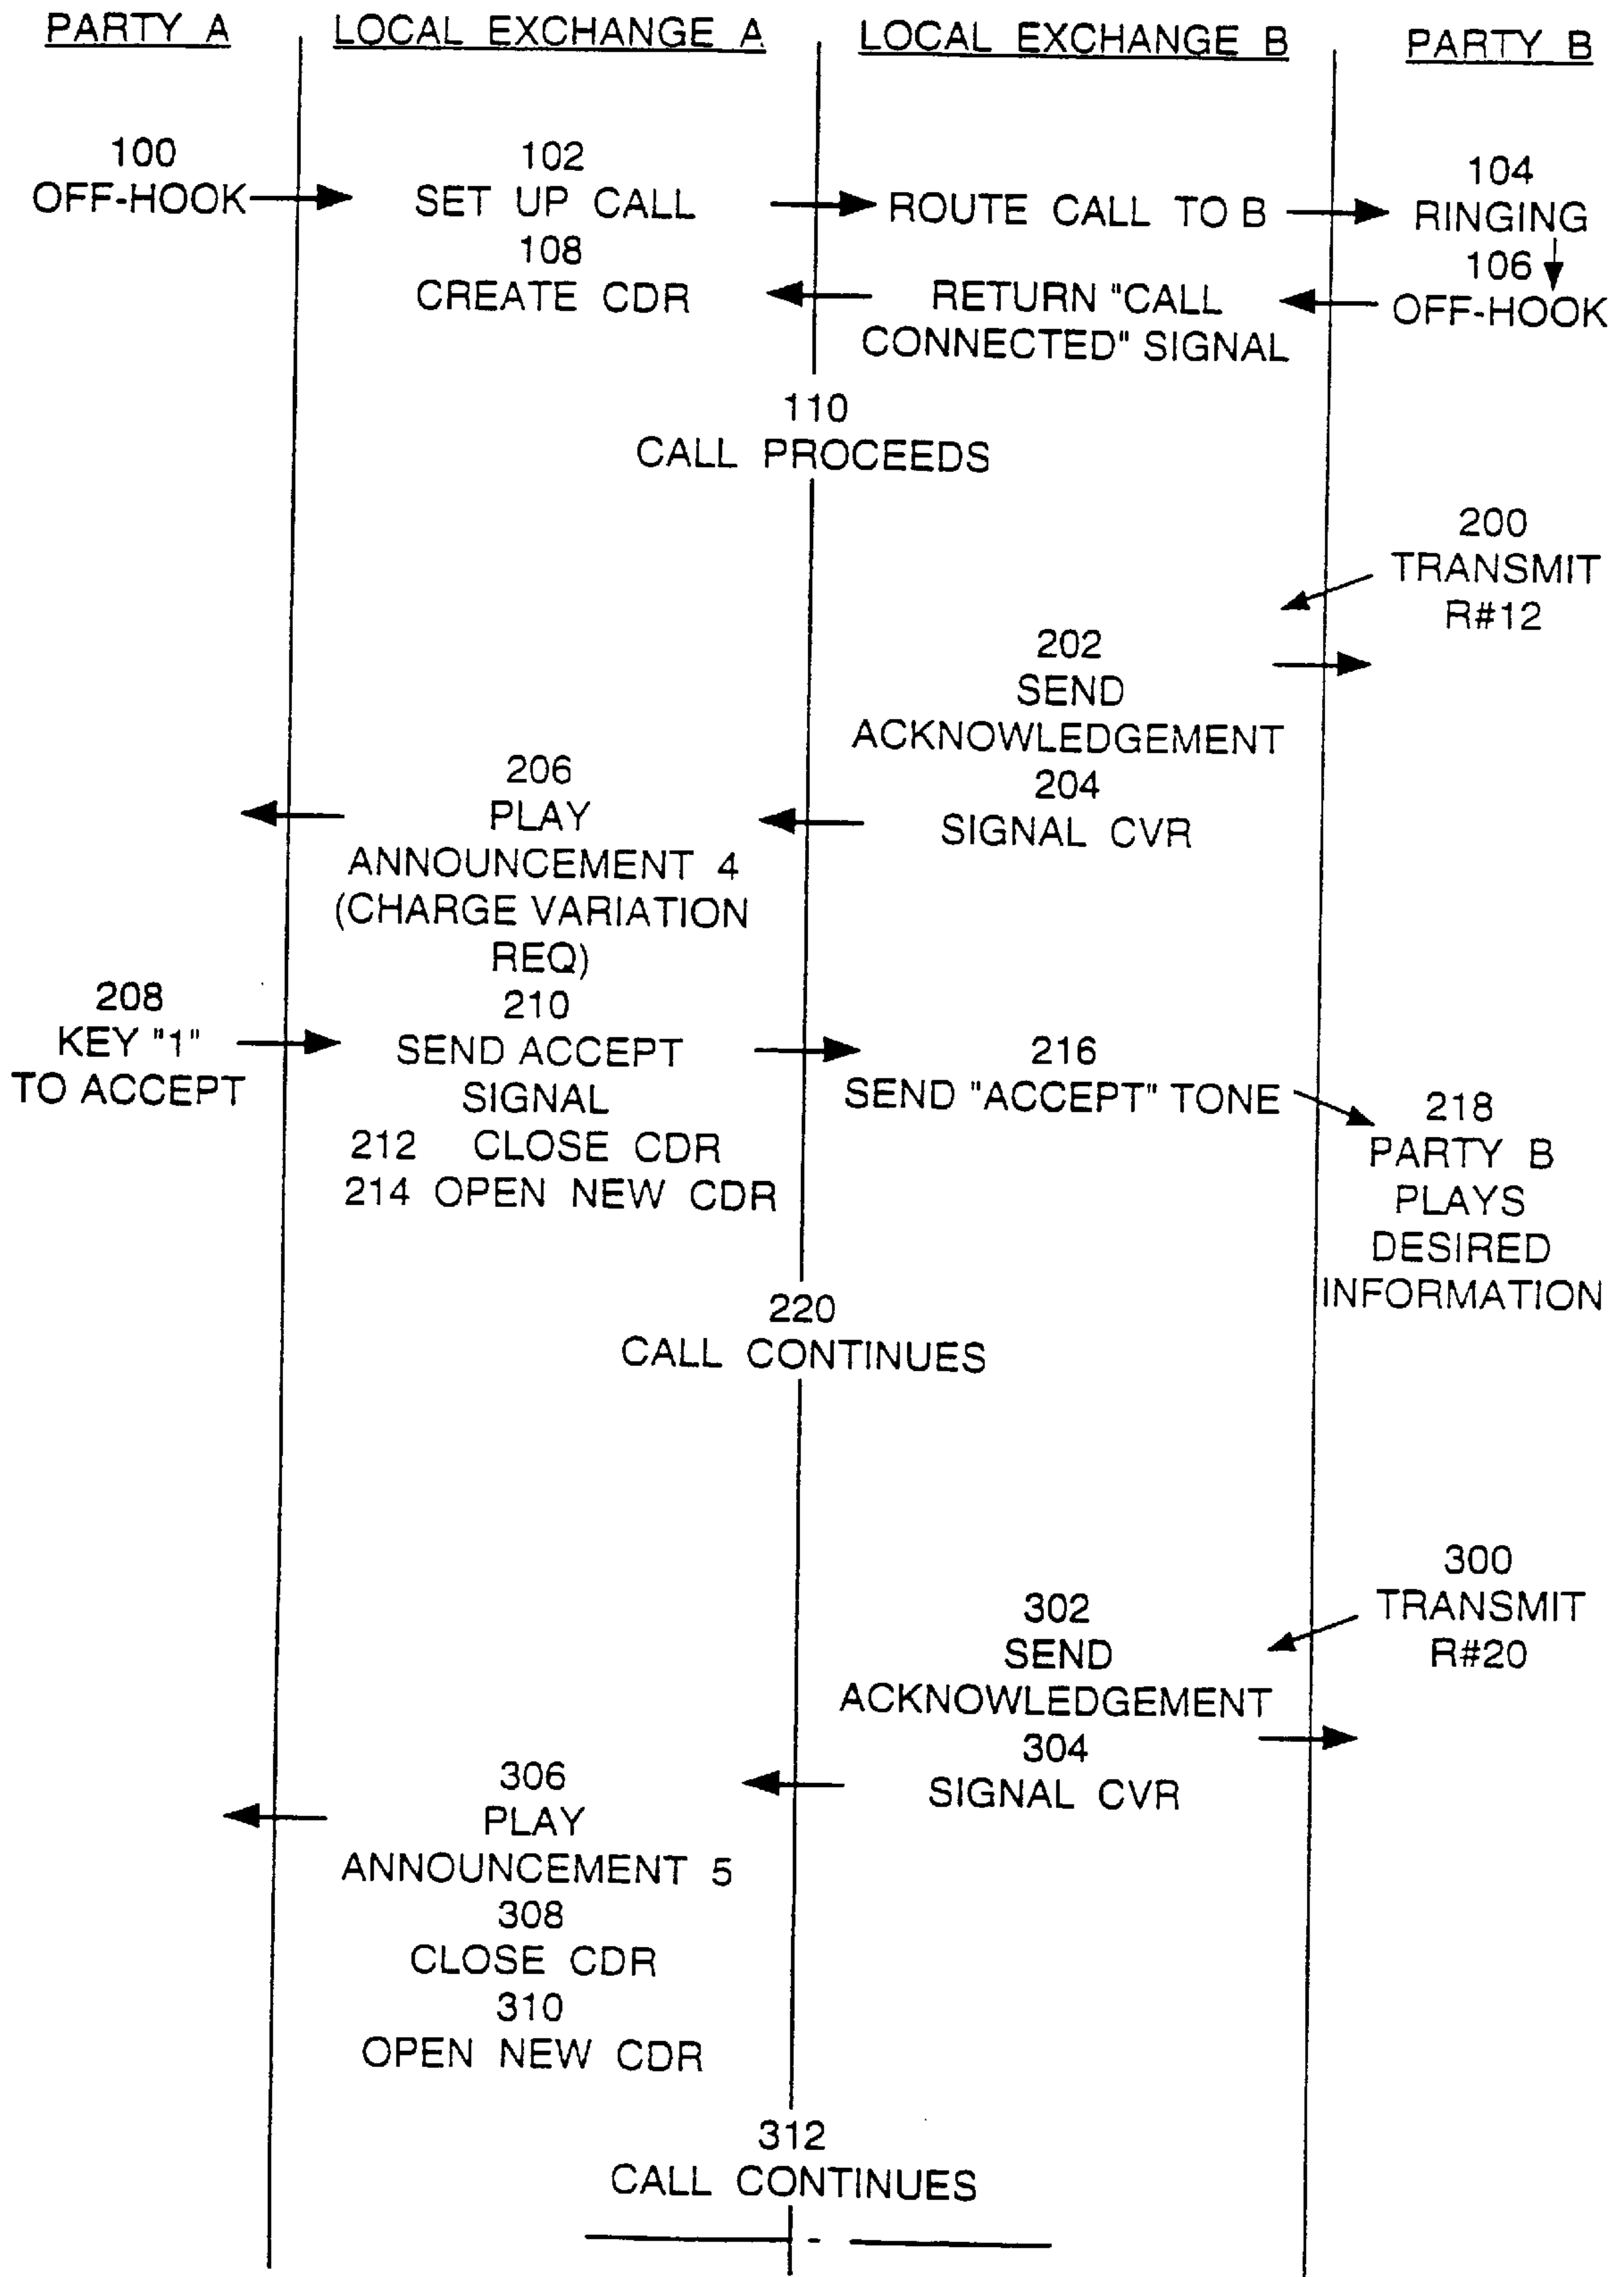 PARTY A
LOCAL EXCHANGE A
LOCAL EXCHANGE B
PARTY B
100
OFF-HOOK
102
SET UP CALL
108
CREATE CDR
ROUTE CALL TO B
RETURN "CALL
CONNECTED" SIGNAL
104
RINGING
106
OFF-HOOK
110
CALL PROCEEDS
200
TRANSMIT
R#12
202
SEND
ACKNOWLEDGEMENT
204
SIGNAL CVR
206
PLAY
ANNOUNCEMENT 4
(CHARGE VARIATION
REQ)
208
KEY "1"
TO ACCEPT
210
SEND ACCEPT
SIGNAL
212 CLOSE CDR
214 OPEN NEW CDR
216
SEND "ACCEPT" TONE
218
PARTY B
PLAYS
DESIRED
INFORMATION
220
CALL CONTINUES
300
TRANSMIT
R#20
302
SEND
ACKNOWLEDGEMENT
304
SIGNAL CVR
306
PLAY
ANNOUNCEMENT 5
308
CLOSE CDR
310
OPEN NEW CDR
312
CALL CONTINUES